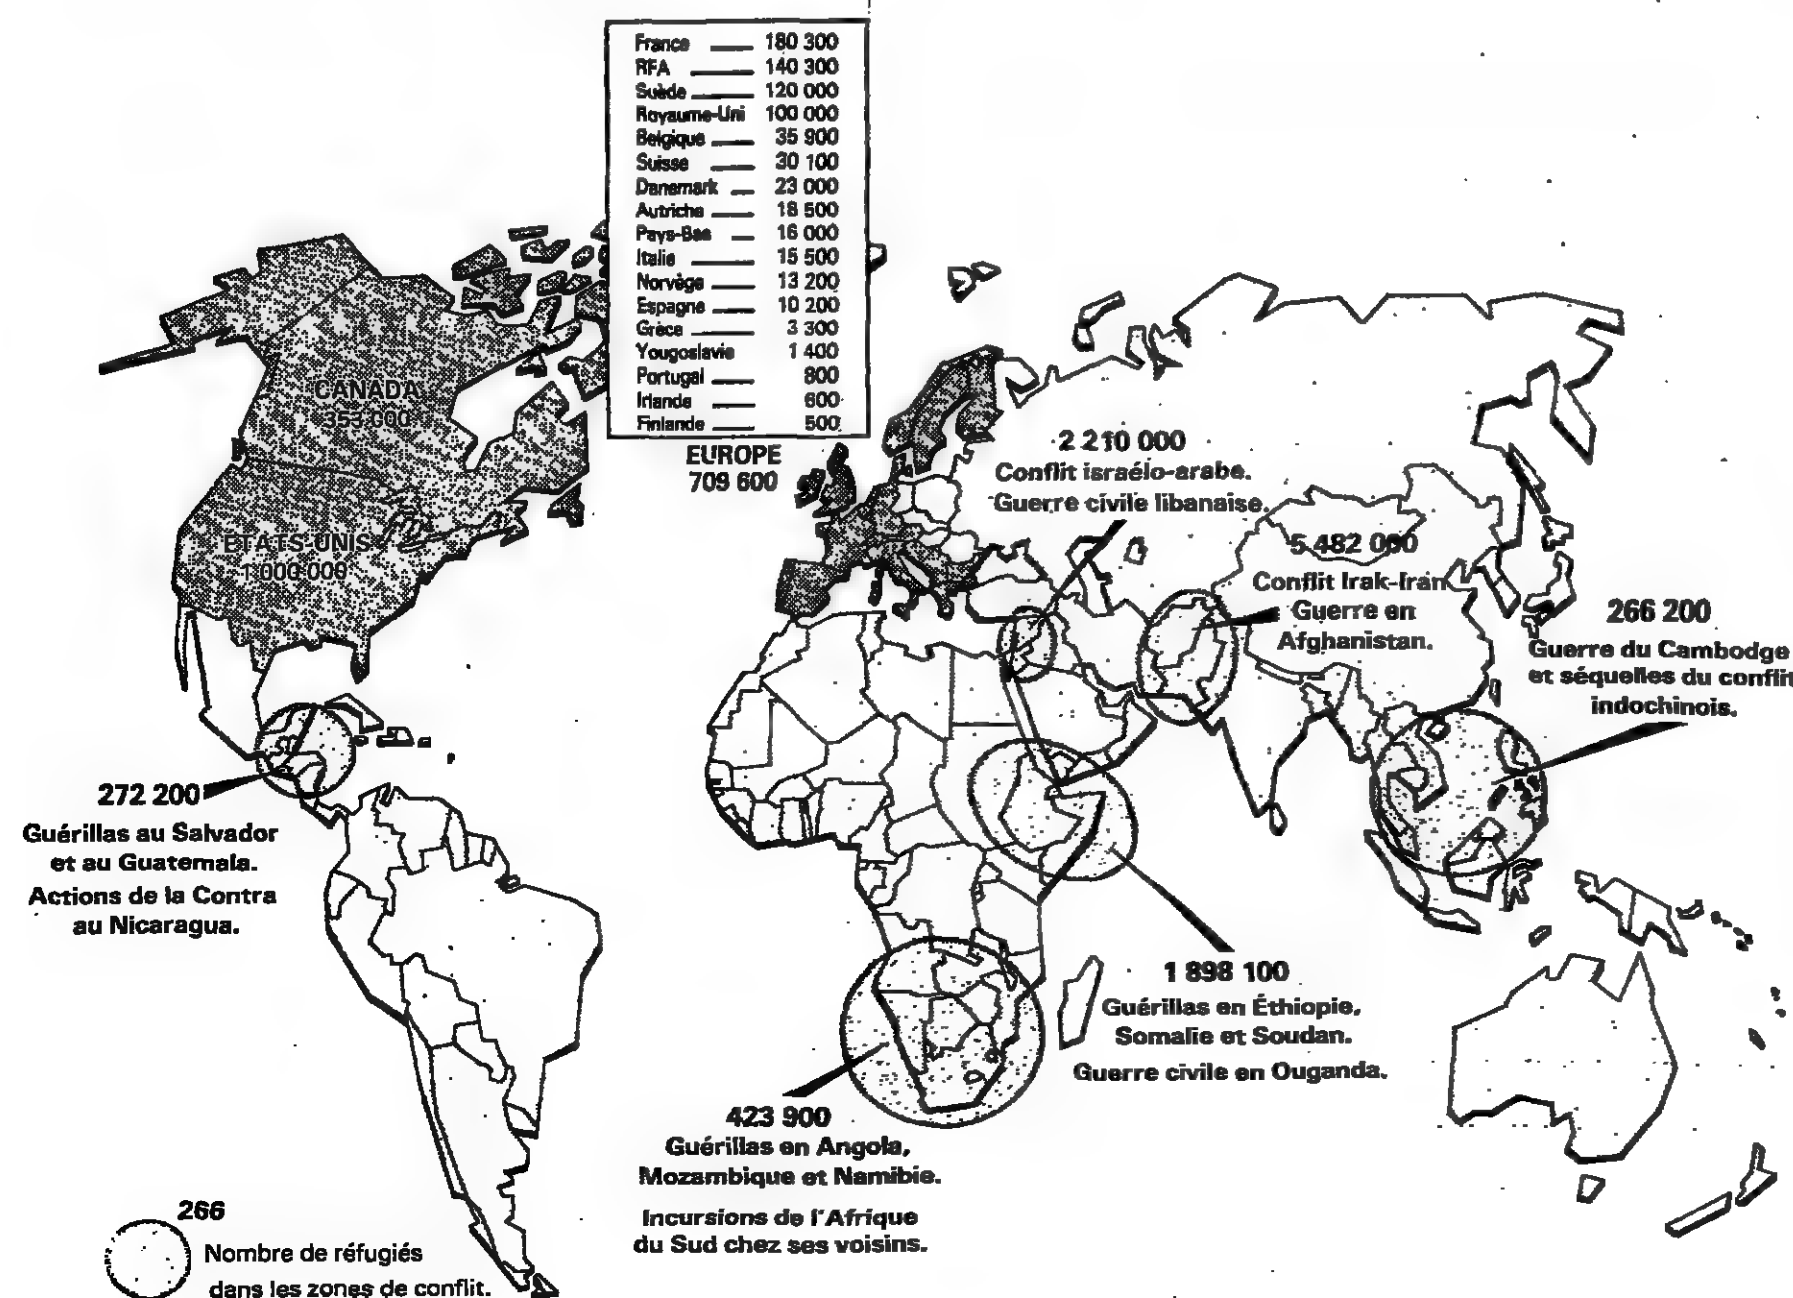 France 180 300
RFA 140 300
Suède 120 000
Royaume-Uni 100 000
Belgique 35 900
Suisse 30 100
Danemark 23 000
Autriche 18 500
Pays-Bas 16 000
Italie 15 500
Norvège 13 200
Espagne 10 200
Grèce 3 300
Yougoslavie 1 400
Portugal 800
Irlande 600
Finlande 500
EUROPE
709 600
CANADA
353 000
ÉTATS-UNIS
1 000 000
2 210 000
Conflit israélo-arabe.
Guerre civile libanaise.
5 482 000
Conflit Irak-Iran
Guerre en
Afghanistan.
266 200
Guerre du Cambodge
et séquelles du conflit
indochinois.
272 200
Guérillas au Salvador
et au Guatemala.
Actions de la Contra
au Nicaragua.
1 898 100
Guérillas en Éthiopie,
Somalie et Soudan.
Guerre civile en Ouganda.
423 900
Guérillas en Angola,
Mozambique et Namibie.
Incursions de l'Afrique
du Sud chez ses voisins.
266
Nombre de réfugiés
dans les zones de conflit.